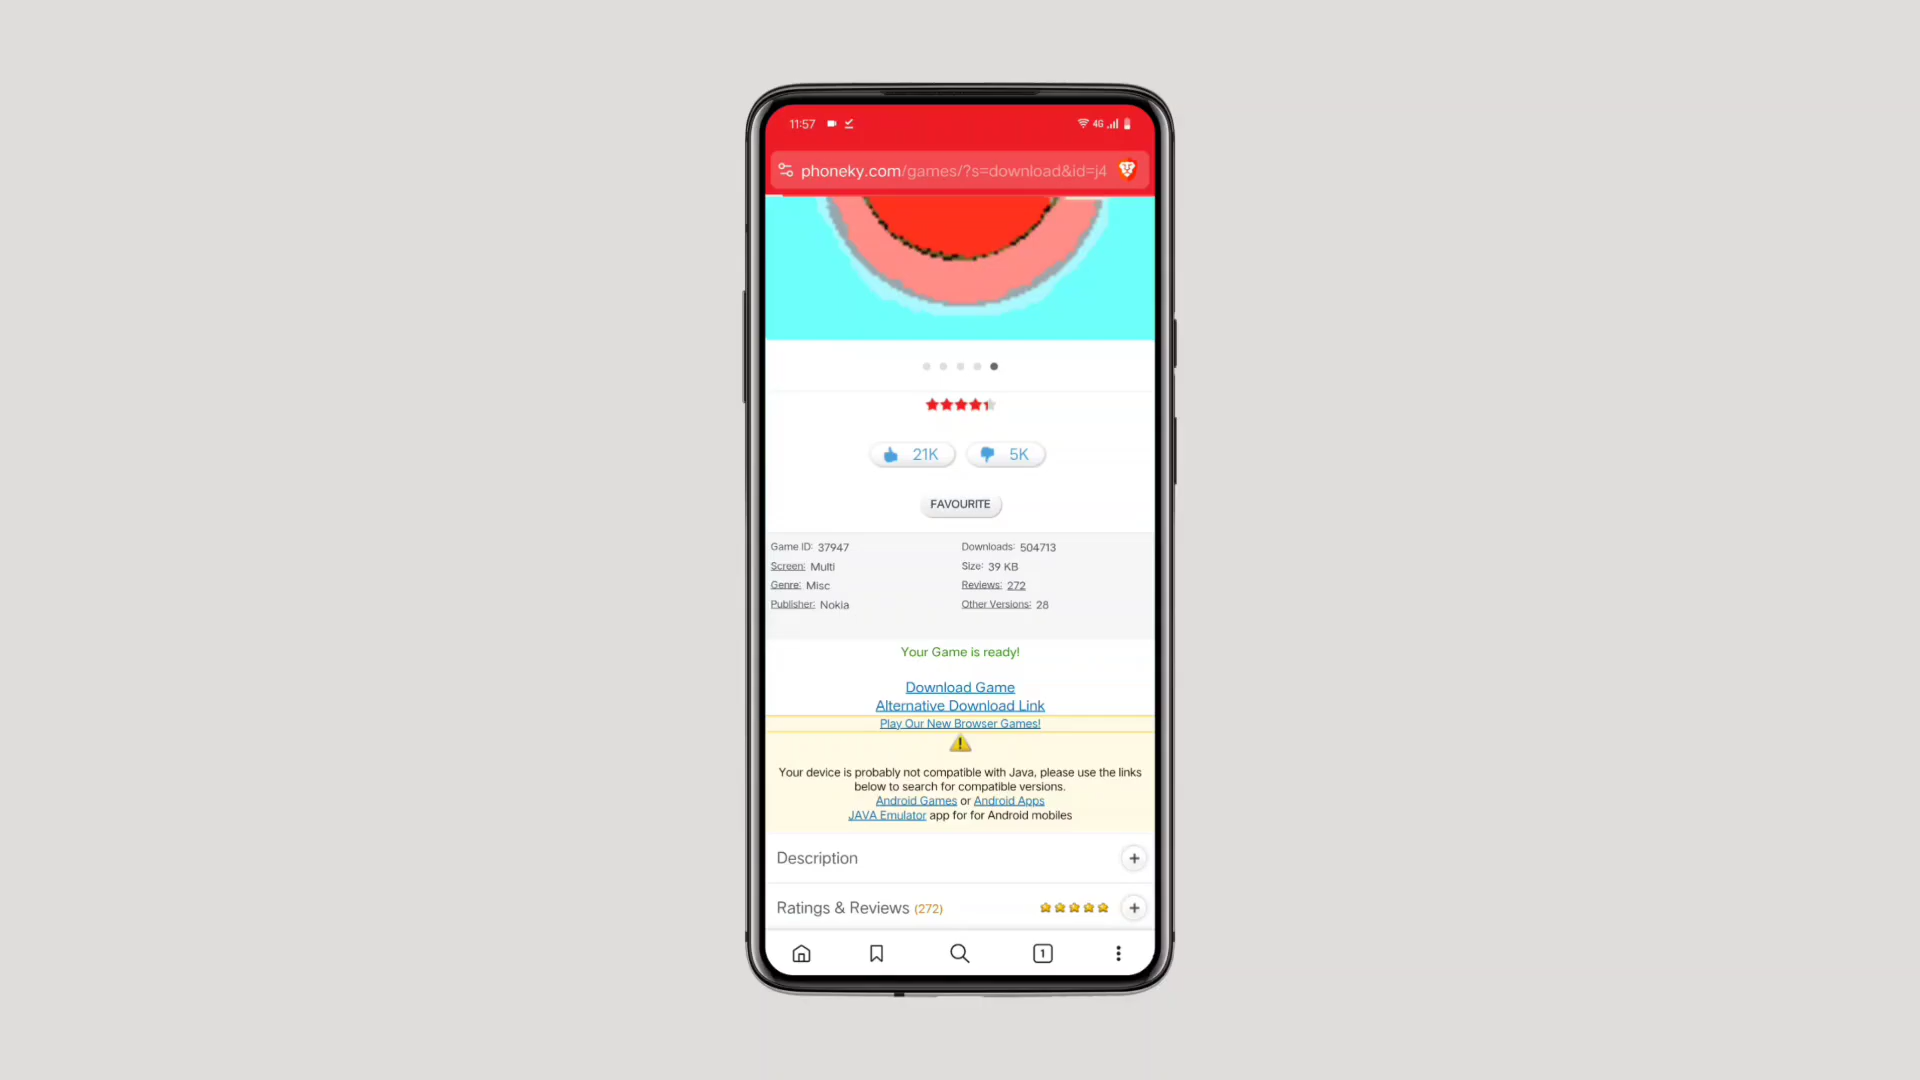 11:57
4G
phoneky.com/games/?s=download&id=j4
21K
5K
FAVOURITE
Game ID: 37947
Downloads: 504713
Screen: Multi
Size: 39 KB
Genre: Misc
Reviews: 272
Publisher: Nokia
Other Versions: 28
Your Game is ready!
Download Game
Alternative Download Link
Play Our New Browser Games!
Your device is probably not compatible with Java, please use the links
below to search for compatible versions.
Android Games or Android Apps
JAVA Emulator app for for Android mobiles
Description
Ratings & Reviews (272)
1